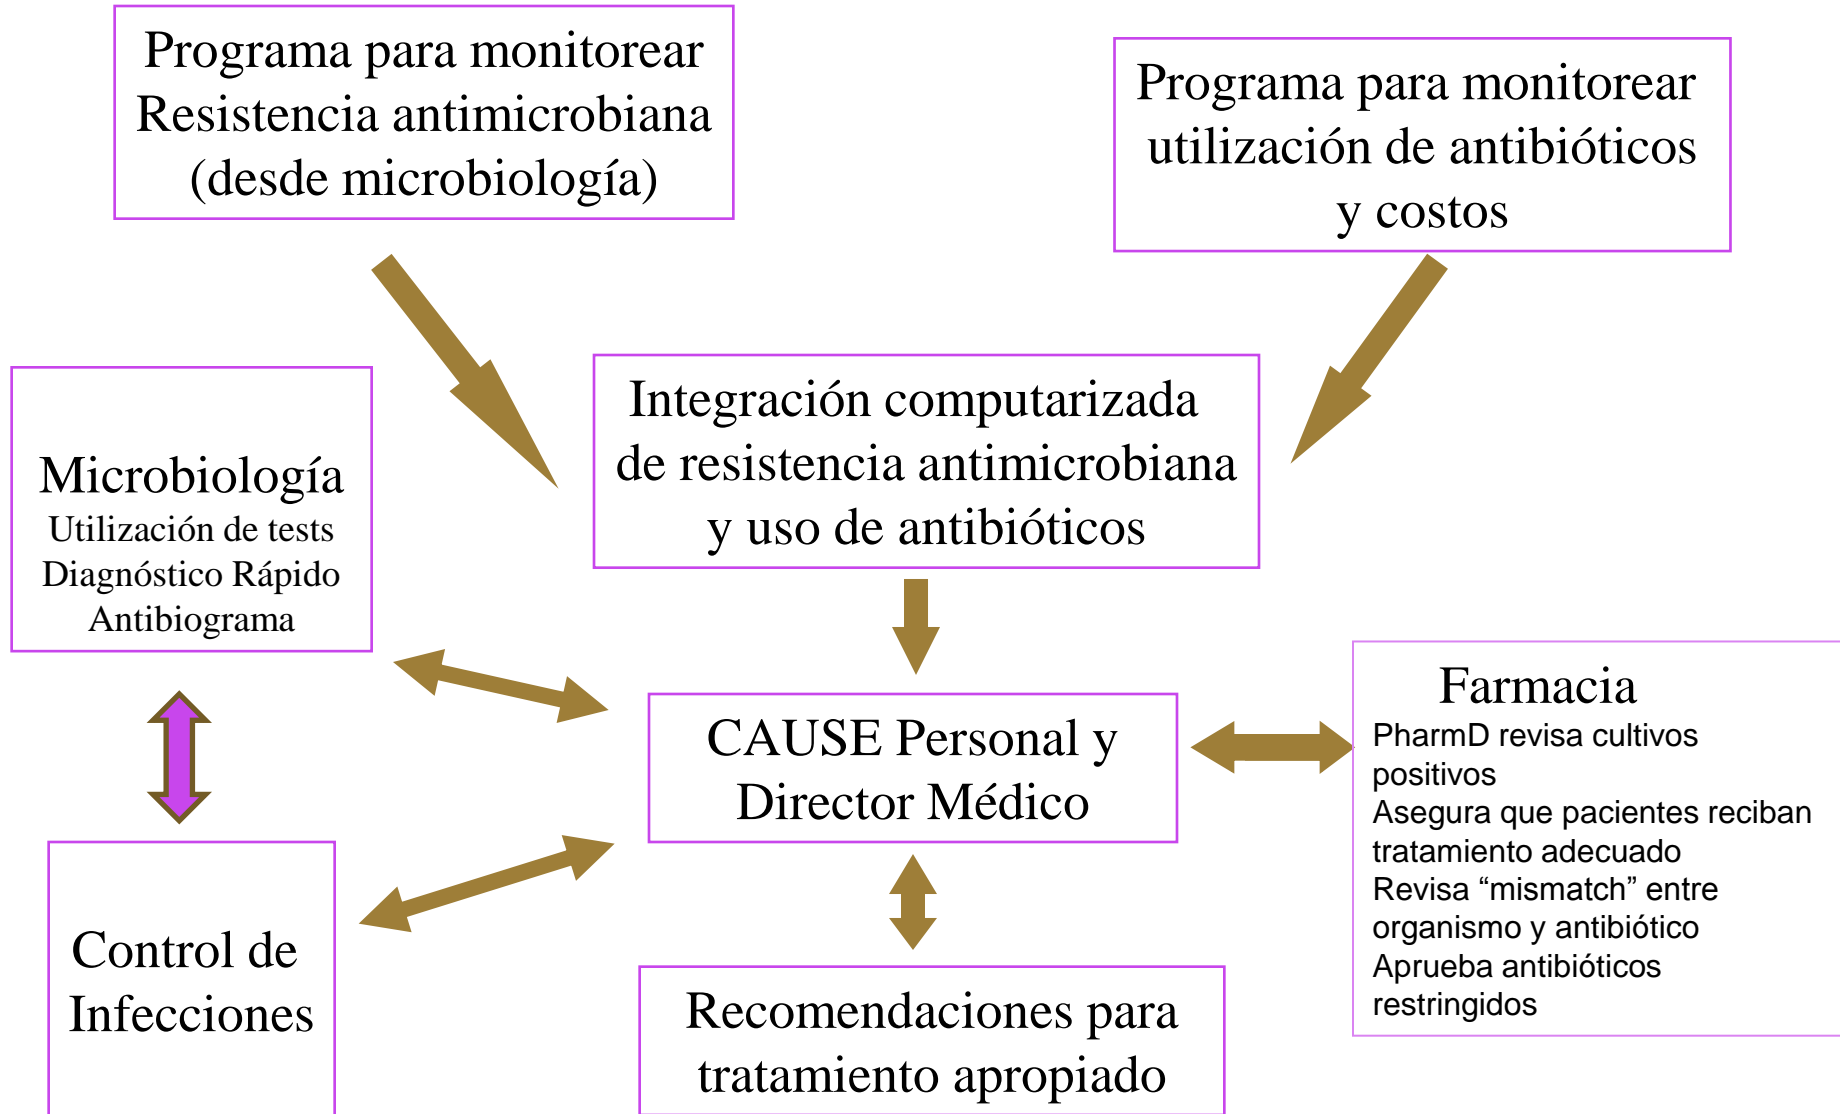 Programa para monitorear
Resistencia antimicrobiana
(desde microbiología)
Programa para monitorear
utilización de antibióticos
y costos
Integración computarizada
de resistencia antimicrobiana
y uso de antibióticos
Microbiología
Utilización de tests
Diagnóstico Rápido
Antibiograma
CAUSE Personal y
Director Médico
Farmacia
PharmD revisa cultivos
positivos
Asegura que pacientes reciban
tratamiento adecuado
Revisa “mismatch” entre
organismo y antibiótico
Aprueba antibióticos
restringidos
Control de
Infecciones
Recomendaciones para
tratamiento apropiado